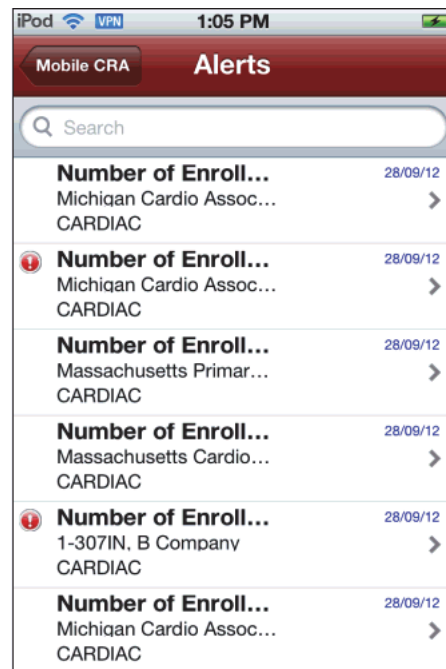 iPod VPN 1:05 PM
Mobile CRA Alerts
Search
Number of Enroll... 28/09/12
Michigan Cardio Assoc...
CARDIAC
Number of Enroll... 28/09/12
Michigan Cardio Assoc...
CARDIAC
Number of Enroll... 28/09/12
Massachusetts Primar...
CARDIAC
Number of Enroll... 28/09/12
Massachusetts Cardio...
CARDIAC
Number of Enroll... 28/09/12
1-307IN, B Company
CARDIAC
Number of Enroll... 28/09/12
Michigan Cardio Assoc...
CARDIAC